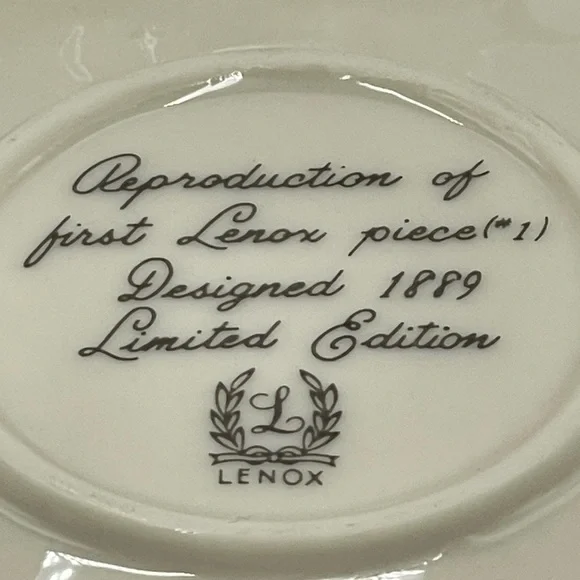 Reproduction of
first Lenox piece(#1)
Designed 1889
Limited Edition
L
LENOX